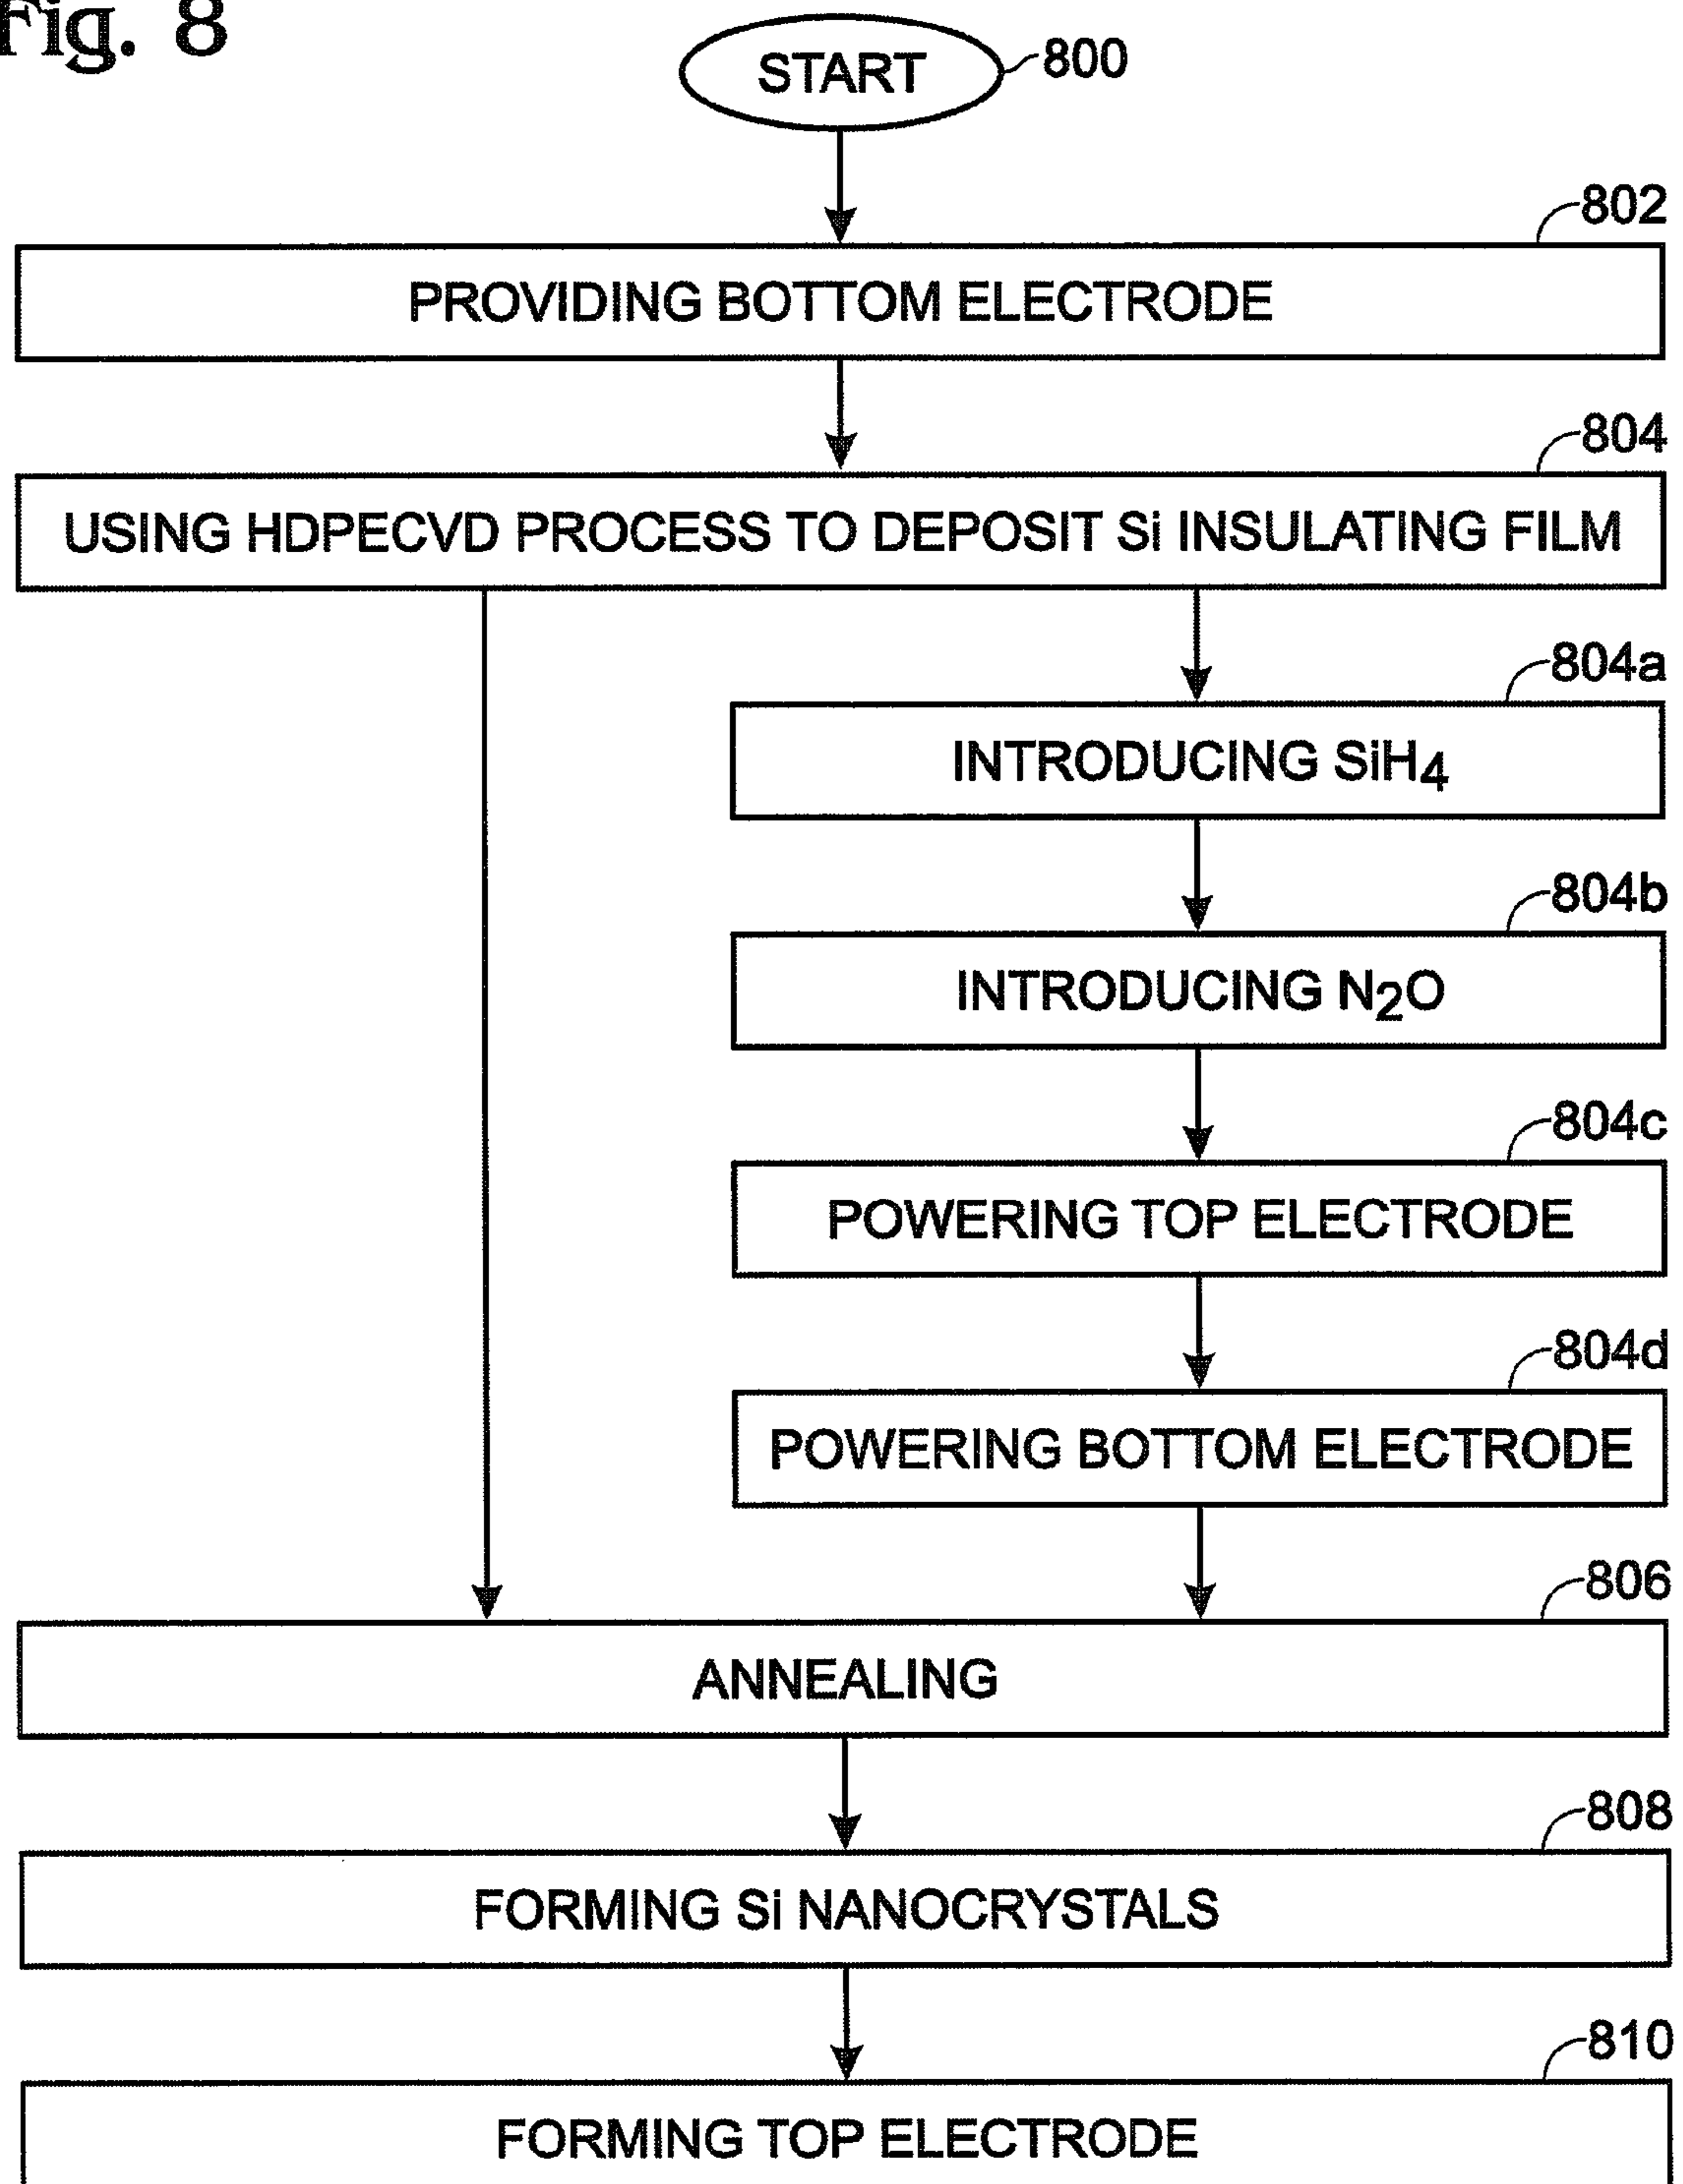 Fig. 8
START
800
802
PROVIDING BOTTOM ELECTRODE
804
USING HDPECVD PROCESS TO DEPOSIT Si INSULATING FILM
804a
INTRODUCING SiH4
804b
INTRODUCING N2O
804c
POWERING TOP ELECTRODE
804d
POWERING BOTTOM ELECTRODE
806
ANNEALING
808
FORMING Si NANOCRYSTALS
810
FORMING TOP ELECTRODE